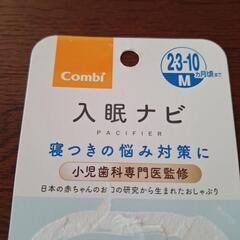 Combi
2・3-10
カ月頃まで
M
入眠ナビ
PACIFIER
寝つきの悩み対策に
小児歯科専門医監修
日本の赤ちゃんのお口の研究から生まれたおしゃぶり